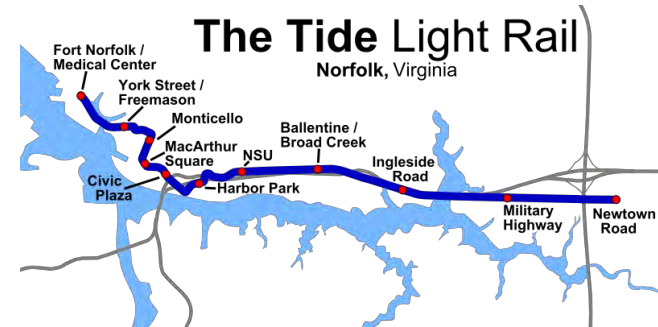 The Tide Light Rail
Norfolk, Virginia
Fort Norfolk /
Medical Center
York Street /
Freemason
Monticello
MacArthur
Square
Civic
Plaza
Harbor Park
NSU
Ballentine /
Broad Creek
Ingleside
Road
Military
Highway
Newtown
Road